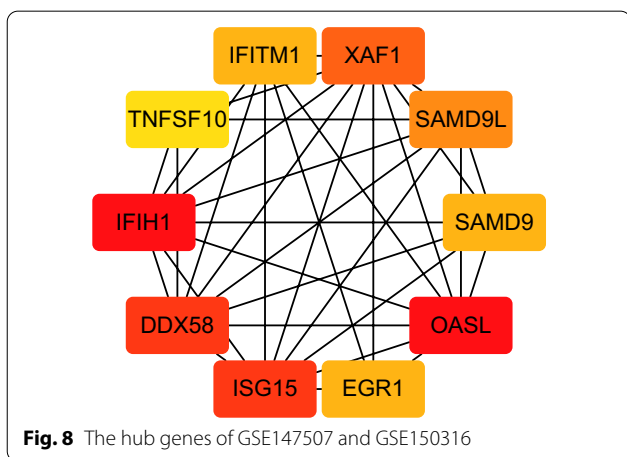 IFITM1 XAF1
TNFSF10 SAMD9L
IFIH1 SAMD9
DDX58 OASL
ISG15 EGR1
Fig. 8 The hub genes of GSE147507 and GSE150316